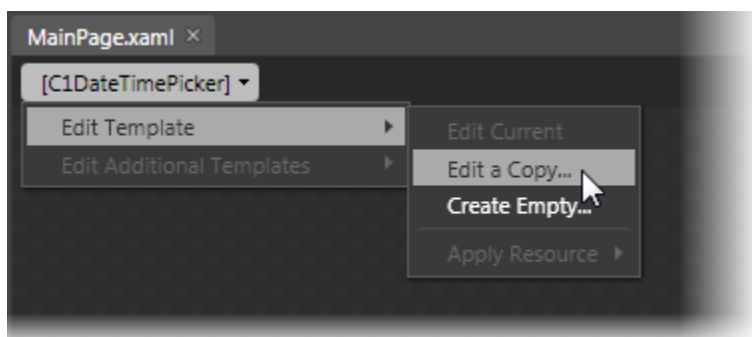 MainPage.xaml ×
[C1DateTimePicker]
Edit Template
Edit Additional Templates
Edit Current
Edit a Copy...
Create Empty...
Apply Resource